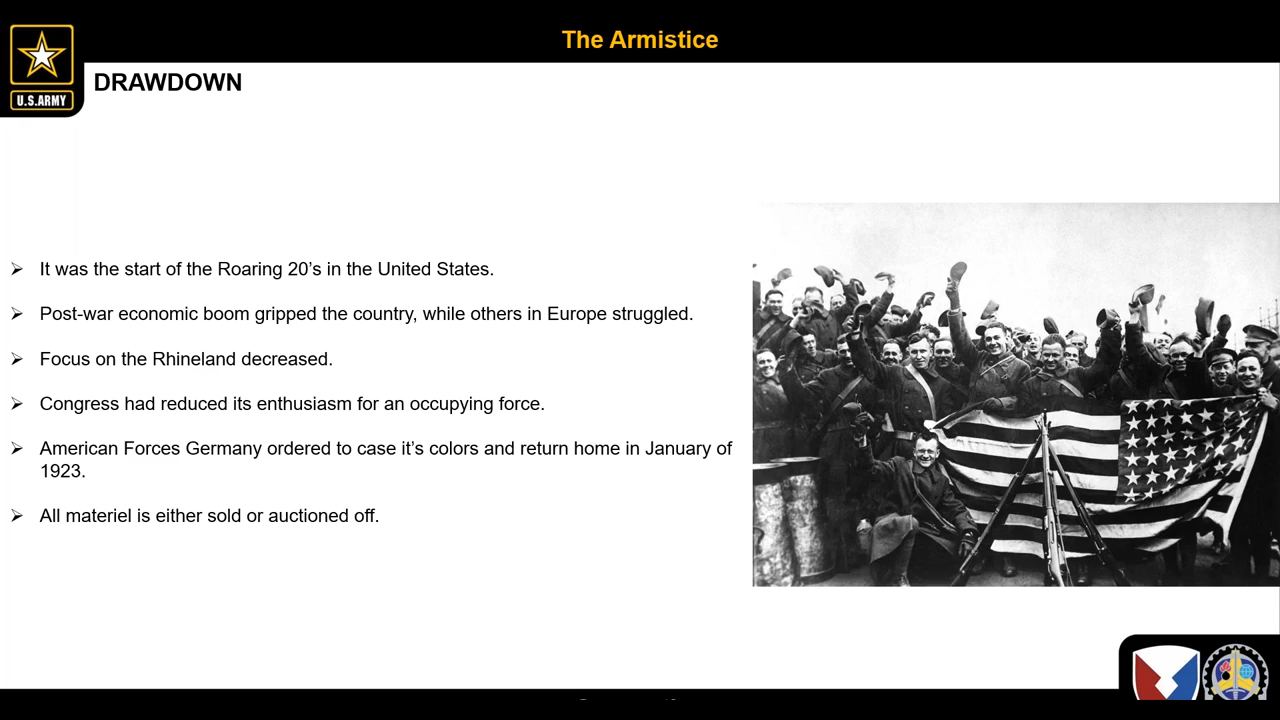 The Armistice
U.S.ARMY
DRAWDOWN
It was the start of the Roaring 20’s in the United States.
Post-war economic boom gripped the country, while others in Europe struggled.
Focus on the Rhineland decreased.
Congress had reduced its enthusiasm for an occupying force.
American Forces Germany ordered to case it’s colors and return home in January of
1923.
All materiel is either sold or auctioned off.